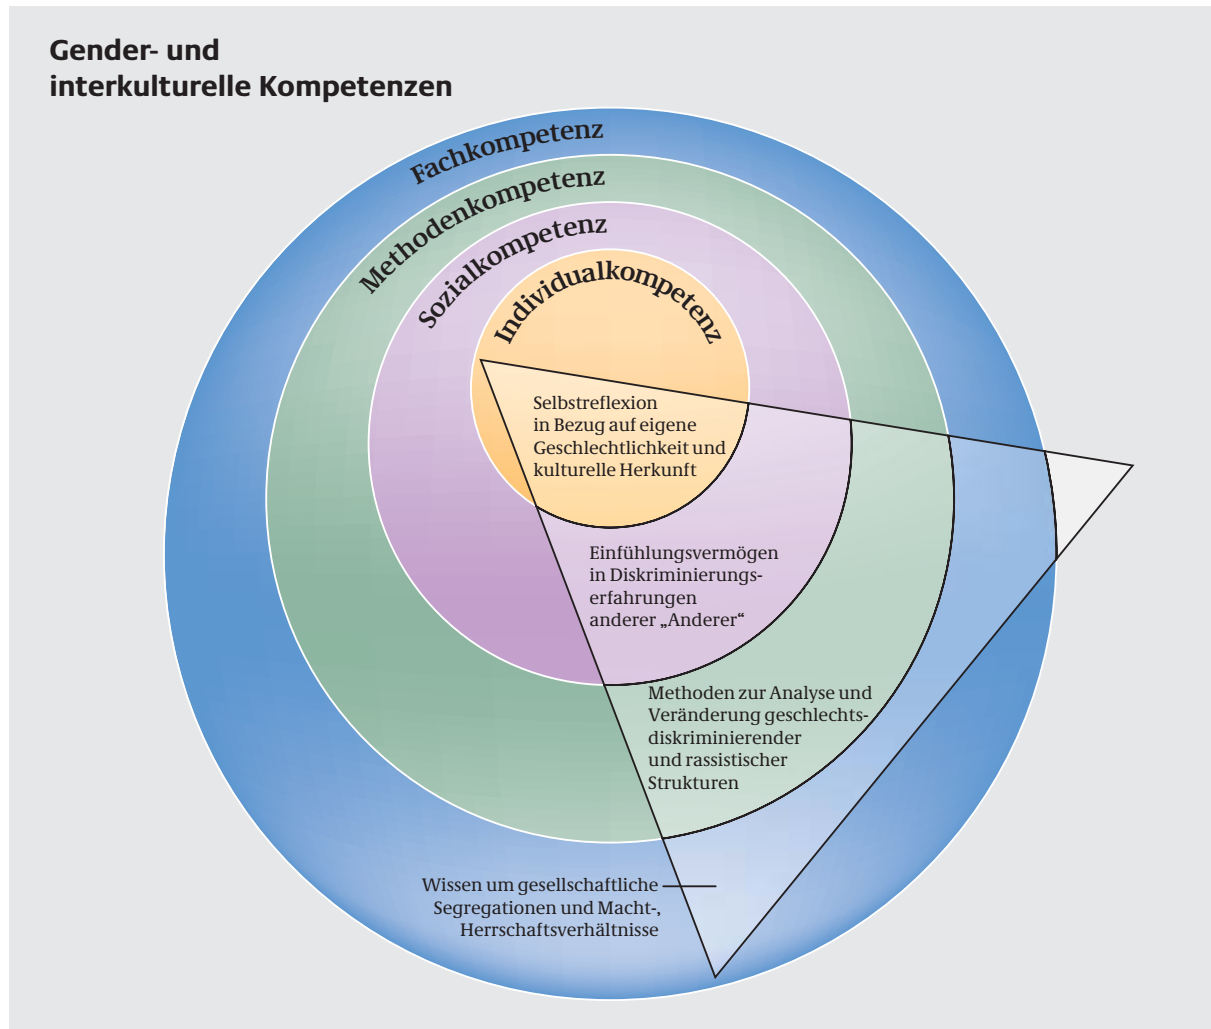 Gender- und
interkulturelle Kompetenzen
Fachkompetenz
Methodenkompetenz
Sozialkompetenz
Individualkompetenz
Selbstreflexion
in Bezug auf eigene
Geschlechtlichkeit und
kulturelle Herkunft
Einfühlungsvermögen
in Diskriminierungs-
erfahrungen
anderer „Anderer“
Methoden zur Analyse und
Veränderung geschlechts-
diskriminierender
und rassistischer
Strukturen
Wissen um gesellschaftliche
Segregationen und Macht-,
Herrschaftsverhältnisse